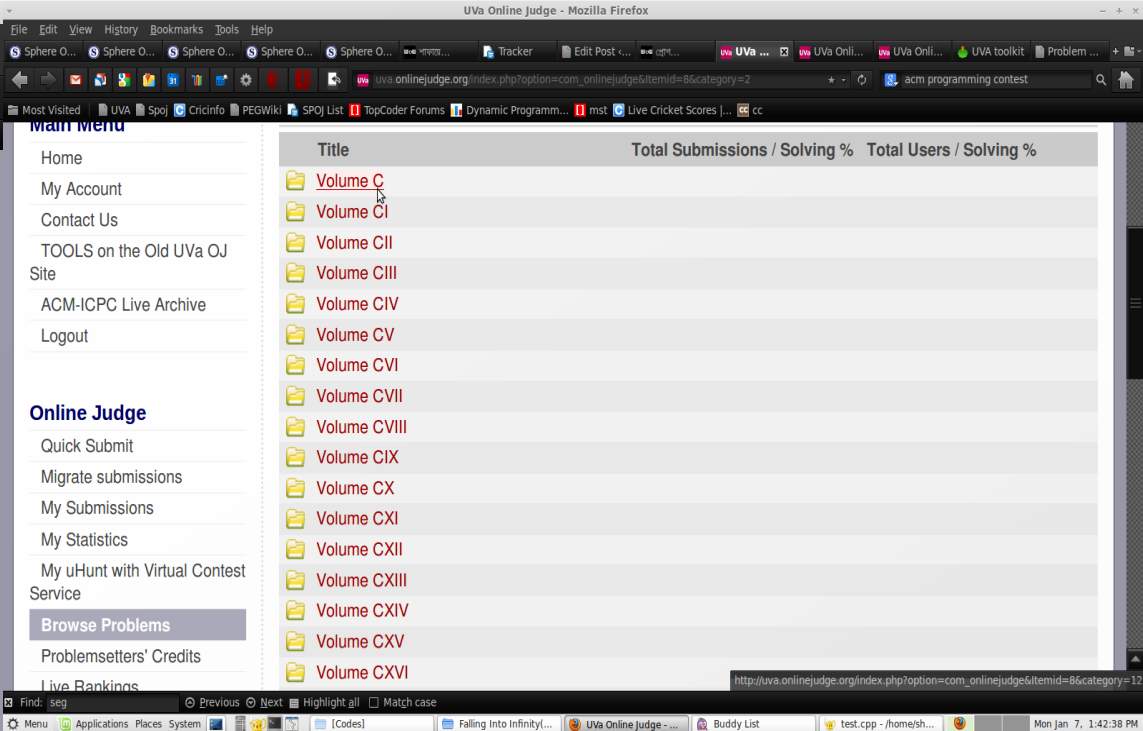 UVa Online Judge - Mozilla Firefox
File Edit View History Bookmarks Tools Help
Sphere O... Sphere O... Sphere O... Sphere O... Sphere O... Tracker Edit Post ‹... UVa ... UVa Onli... UVa Onli... UVA toolkit Problem ...
uva.onlinejudge.org/index.php?option=com_onlinejudge&Itemid=8&category=2 acm programming contest
Most Visited UVA Spoj Cricinfo PEGWiki SPOJ List TopCoder Forums Dynamic Programm... mst Live Cricket Scores |... cc
Main Menu
Home
My Account
Contact Us
TOOLS on the Old UVa OJ
Site
ACM-ICPC Live Archive
Logout
Online Judge
Quick Submit
Migrate submissions
My Submissions
My Statistics
My uHunt with Virtual Contest
Service
Browse Problems
Problemsetters' Credits
Live Rankings
Title Total Submissions / Solving % Total Users / Solving %
Volume C
Volume CI
Volume CII
Volume CIII
Volume CIV
Volume CV
Volume CVI
Volume CVII
Volume CVIII
Volume CIX
Volume CX
Volume CXI
Volume CXII
Volume CXIII
Volume CXIV
Volume CXV
Volume CXVI
http://uva.onlinejudge.org/index.php?option=com_onlinejudge&Itemid=8&category=12
Find: seg Previous Next Highlight all Match case
Menu Applications Places System [Codes] Falling Into Infinity(... UVa Online Judge - ... Buddy List test.cpp - /home/sh... Mon Jan 7, 1:42:38 PM